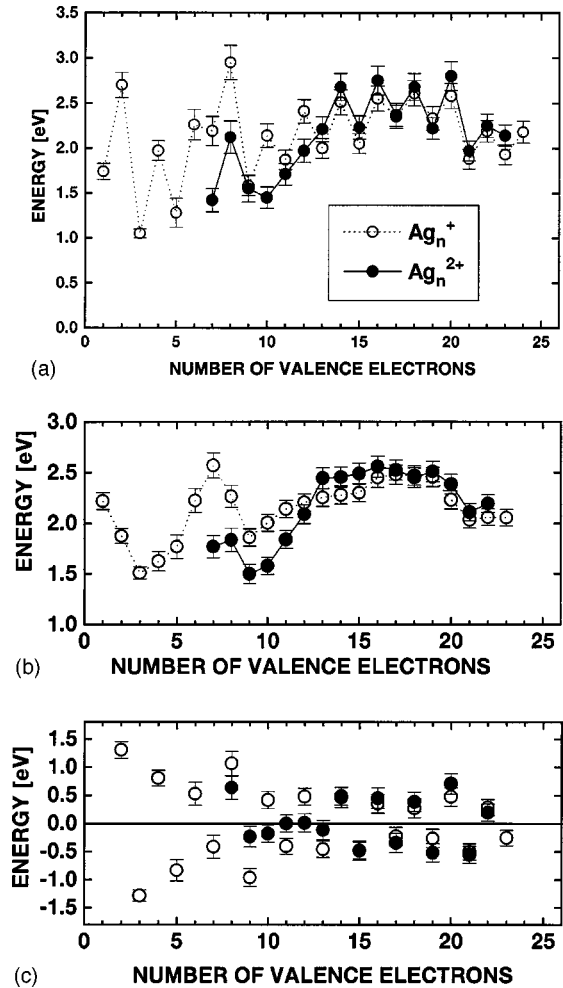 3.5
3.0
2.5
2.0
1.5
1.0
0.5
0.0
ENERGY [eV]
Agn+
Agn2+
0 5 10 15 20 25
(a) NUMBER OF VALENCE ELECTRONS
3.0
2.5
2.0
1.5
1.0
ENERGY [eV]
0 5 10 15 20 25
(b) NUMBER OF VALENCE ELECTRONS
1.5
1.0
0.5
0.0
-0.5
-1.0
-1.5
ENERGY [eV]
0 5 10 15 20 25
(c) NUMBER OF VALENCE ELECTRONS